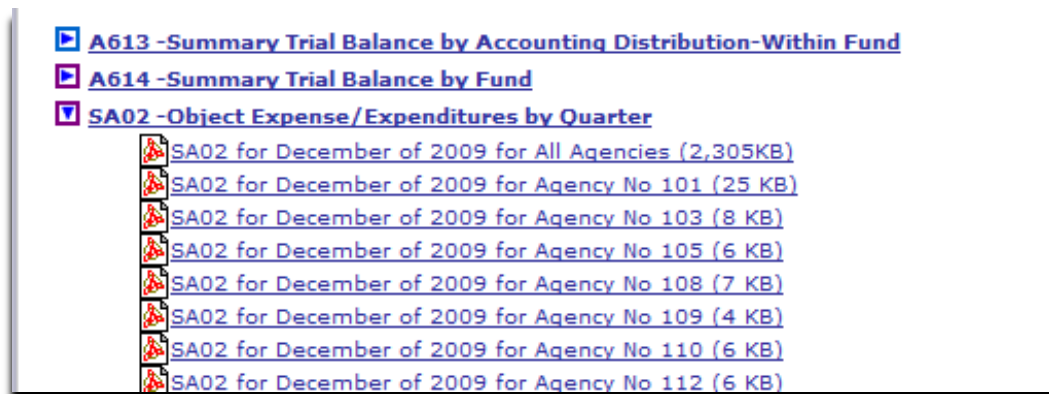 A613 -Summary Trial Balance by Accounting Distribution-Within Fund
A614 -Summary Trial Balance by Fund
SA02 -Object Expense/Expenditures by Quarter
SA02 for December of 2009 for All Agencies (2,305KB)
SA02 for December of 2009 for Agency No 101 (25 KB)
SA02 for December of 2009 for Agency No 103 (8 KB)
SA02 for December of 2009 for Agency No 105 (6 KB)
SA02 for December of 2009 for Agency No 108 (7 KB)
SA02 for December of 2009 for Agency No 109 (4 KB)
SA02 for December of 2009 for Agency No 110 (6 KB)
SA02 for December of 2009 for Agency No 112 (6 KB)